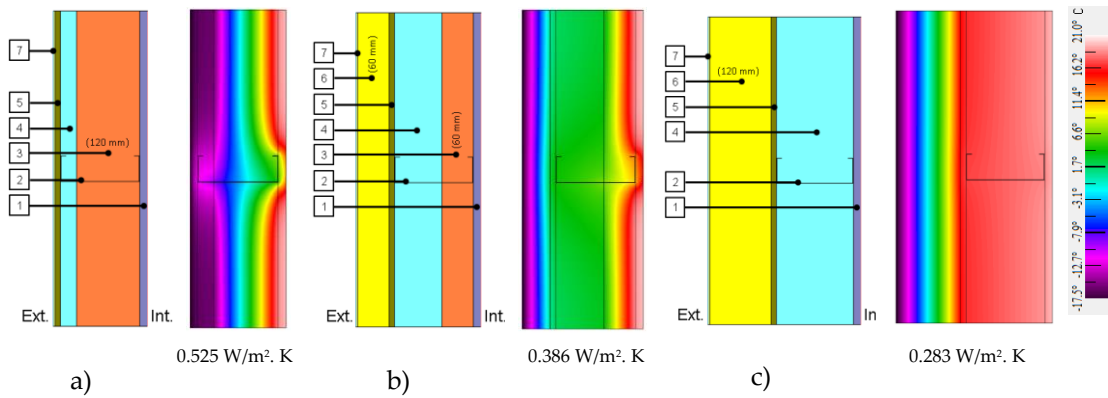 7
5
4
3
2
1
(120 mm)
Ext.
Int.
0.525 W/m². K
a)
7
6
5
4
3
2
1
(60 mm)
(60 mm)
Ext.
Int.
0.386 W/m². K
b)
7
6
5
4
2
1
(120 mm)
Ext.
In
0.283 W/m². K
c)
21.0° C
16.2°
11.4°
6.6°
1.7°
-3.1°
-7.9°
-12.7°
-17.5°